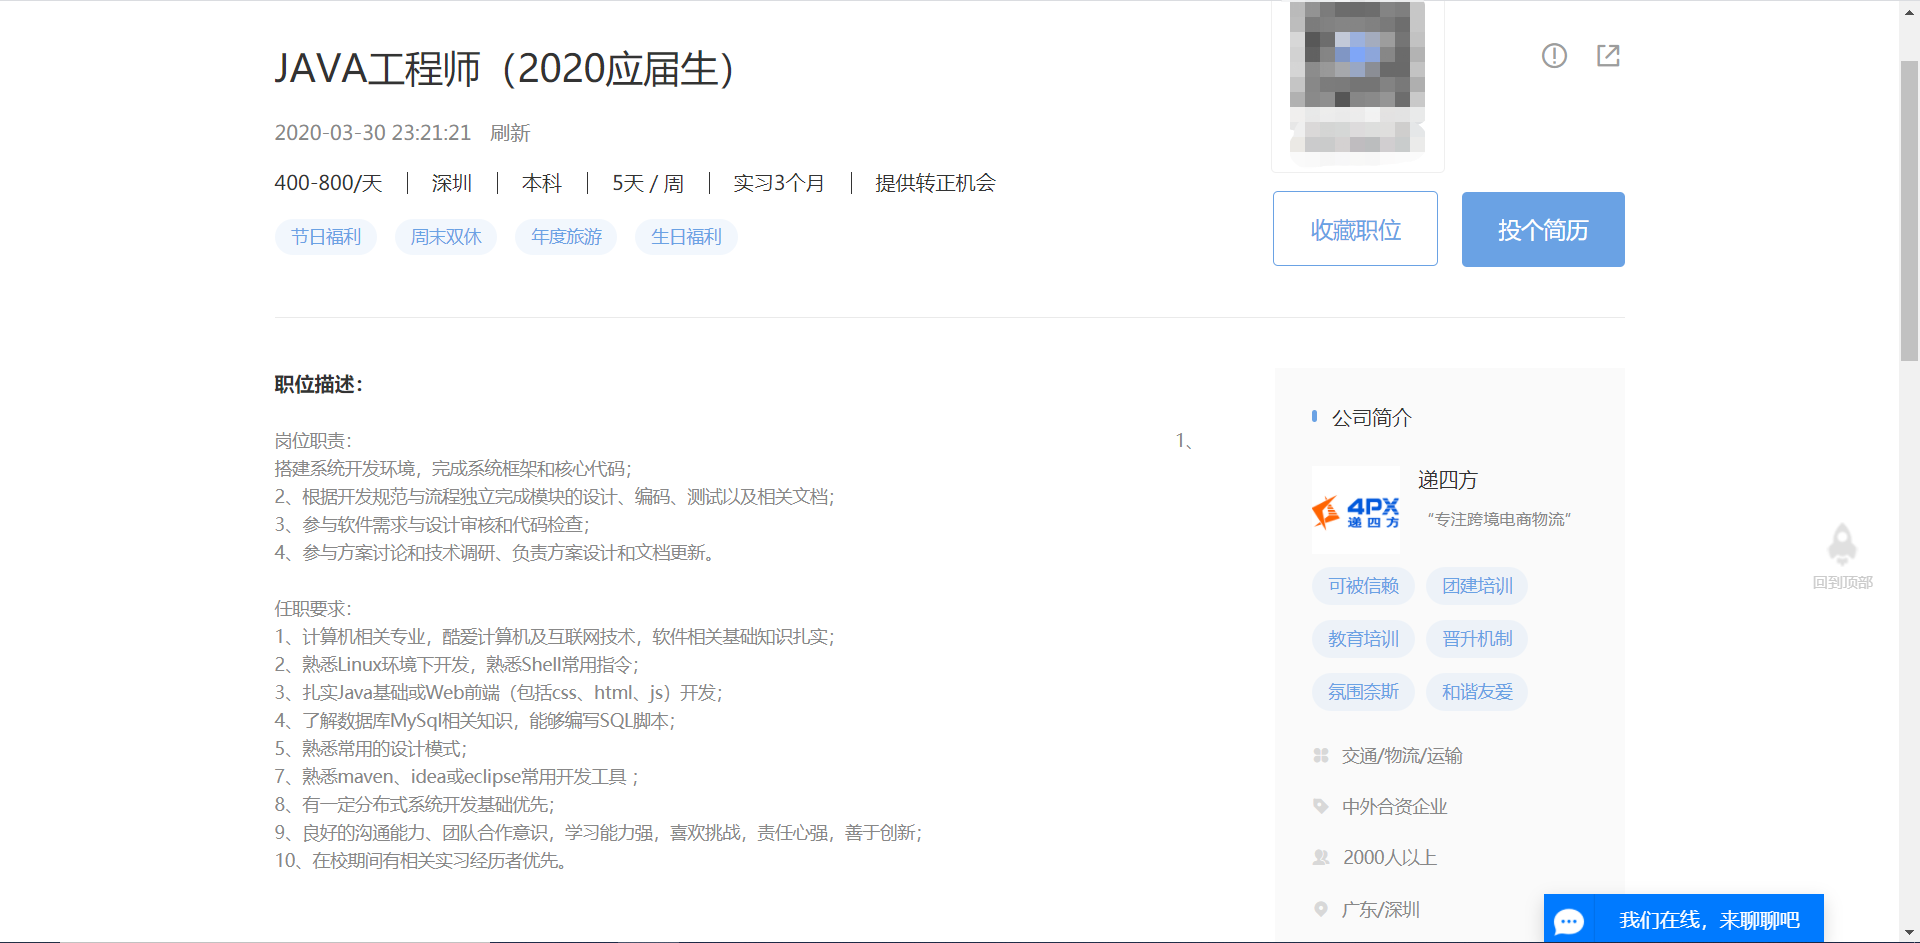 JAVA工程师（2020应届生）
2020-03-30 23:21:21 刷新
400-800/天 | 深圳 | 本科 | 5天 / 周 | 实习3个月 | 提供转正机会
节日福利 周末双休 年度旅游 生日福利
收藏职位 投个简历
职位描述：
岗位职责： 1、
搭建系统开发环境，完成系统框架和核心代码；
2、根据开发规范与流程独立完成模块的设计、编码、测试以及相关文档；
3、参与软件需求与设计审核和代码检查；
4、参与方案讨论和技术调研、负责方案设计和文档更新。
任职要求：
1、计算机相关专业，酷爱计算机及互联网技术，软件相关基础知识扎实；
2、熟悉Linux环境下开发，熟悉Shell常用指令；
3、扎实Java基础或Web前端（包括css、html、js）开发；
4、了解数据库MySql相关知识，能够编写SQL脚本；
5、熟悉常用的设计模式；
7、熟悉maven、idea或eclipse常用开发工具 ；
8、有一定分布式系统开发基础优先；
9、良好的沟通能力、团队合作意识，学习能力强，喜欢挑战，责任心强，善于创新；
10、在校期间有相关实习经历者优先。
公司简介
4PX
递四方
递四方
“专注跨境电商物流”
可被信赖 团建培训
教育培训 晋升机制
氛围奈斯 和谐友爱
交通/物流/运输
中外合资企业
2000人以上
广东/深圳
回到顶部
我们在线，来聊聊吧